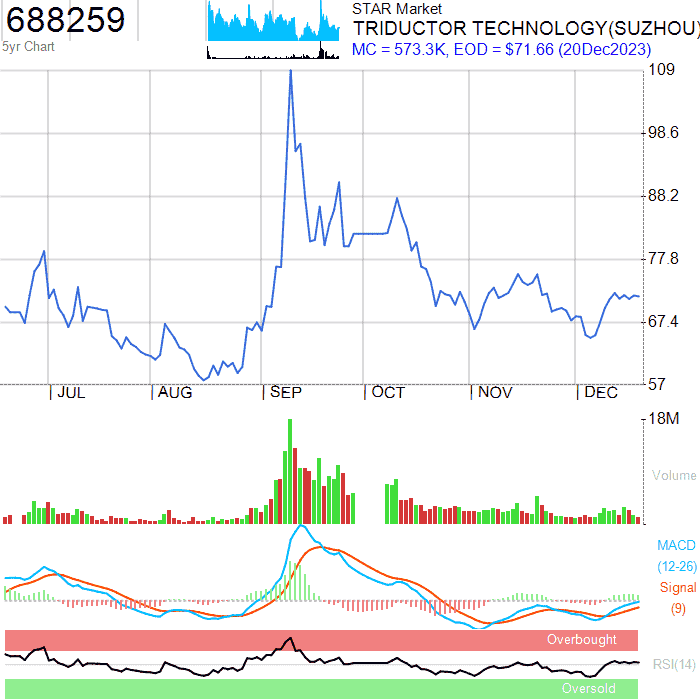 688259
5yr Chart
STAR Market
TRIDUCTOR TECHNOLOGY(SUZHOU)
MC = 573.3K, EOD = $71.66 (20Dec2023)
109
98.6
88.2
77.8
67.4
57
JUL AUG SEP OCT NOV DEC
18M
Volume
MACD
(12-26)
Signal
(9)
Overbought
RSI(14)
Oversold